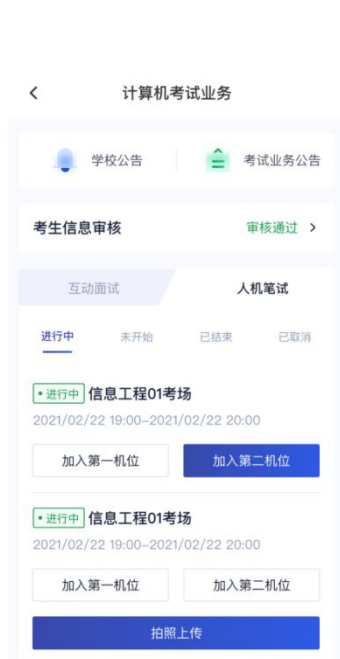 计算机考试业务
学校公告 考试业务公告
考生信息审核 审核通过
互动面试 人机笔试
进行中 未开始 已结束 已取消
进行中 信息工程01考场
2021/02/22 19:00-2021/02/22 20:00
加入第一机位 加入第二机位
进行中 信息工程01考场
2021/02/22 19:00-2021/02/22 20:00
加入第一机位 加入第二机位
拍照上传